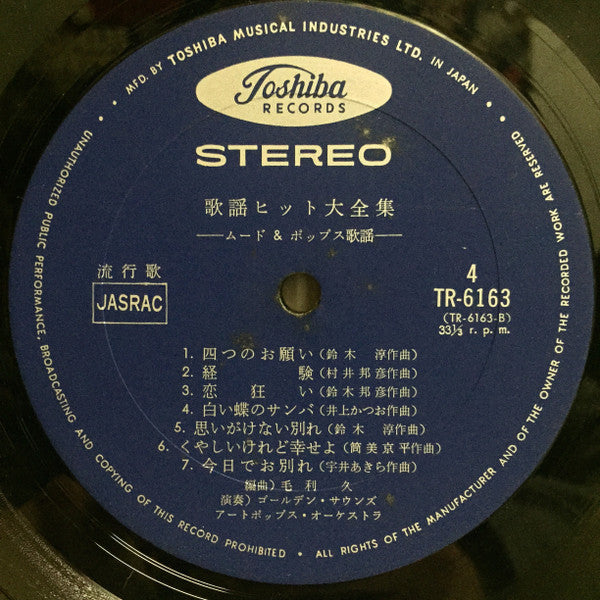 • MFD. BY TOSHIBA MUSICAL INDUSTRIES LTD. IN JAPAN •
Toshiba
RECORDS
STEREO
歌謡ヒット大全集
—ムード & ポップス歌謡—
流行歌
JASRAC
4
TR-6163
(TR-6163-B)
33⅓ r. p. m.
1. 四つのお願い(鈴木 淳作曲)
2. 経 験(村井邦彦作曲)
3. 恋 狂 い(鈴木邦彦作曲)
4. 白い蝶のサンバ(井上かつお作曲)
5. 思いがけない別れ(鈴木 淳作曲)
6. くやしいけれど幸せよ(筒美京平作曲)
7. 今日でお別れ(宇井あきら作曲)
編曲)毛利 久
演奏)ゴールデン・サウンズ
アートポップス・オーケストラ
UNAUTHORIZED PUBLIC PERFORMANCE, BROADCASTING AND COPYING OF THIS RECORD PROHIBITED • ALL RIGHTS OF THE MANUFACTURER AND OF THE OWNER OF THE RECORDED WORK ARE RESERVED